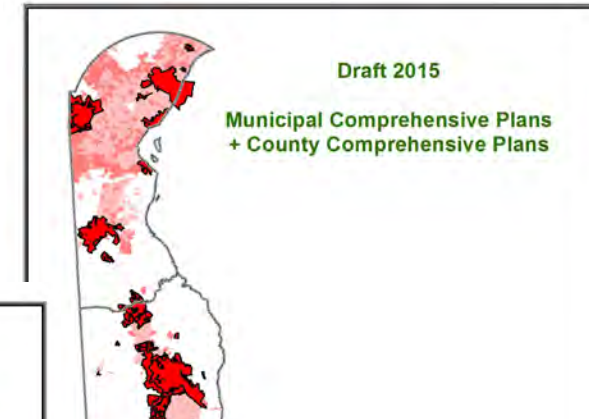 Draft 2015
Municipal Comprehensive Plans
+ County Comprehensive Plans